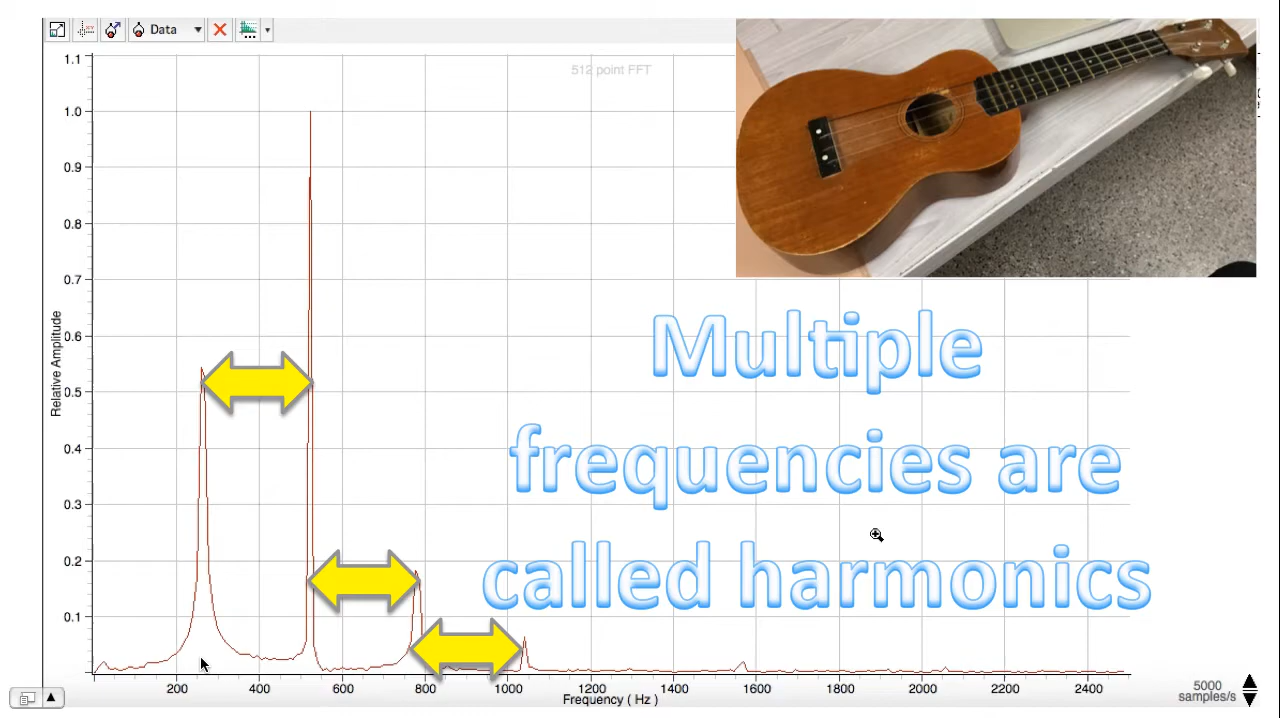 Data
512 point FFT
1.1
1.0
0.9
0.8
0.7
0.6
0.5
0.4
0.3
0.2
0.1
Relative Amplitude
Multiple
frequencies are
called harmonics
200 400 600 800 1000 1200 1400 1600 1800 2000 2200 2400
Frequency ( Hz )
5000
samples/s